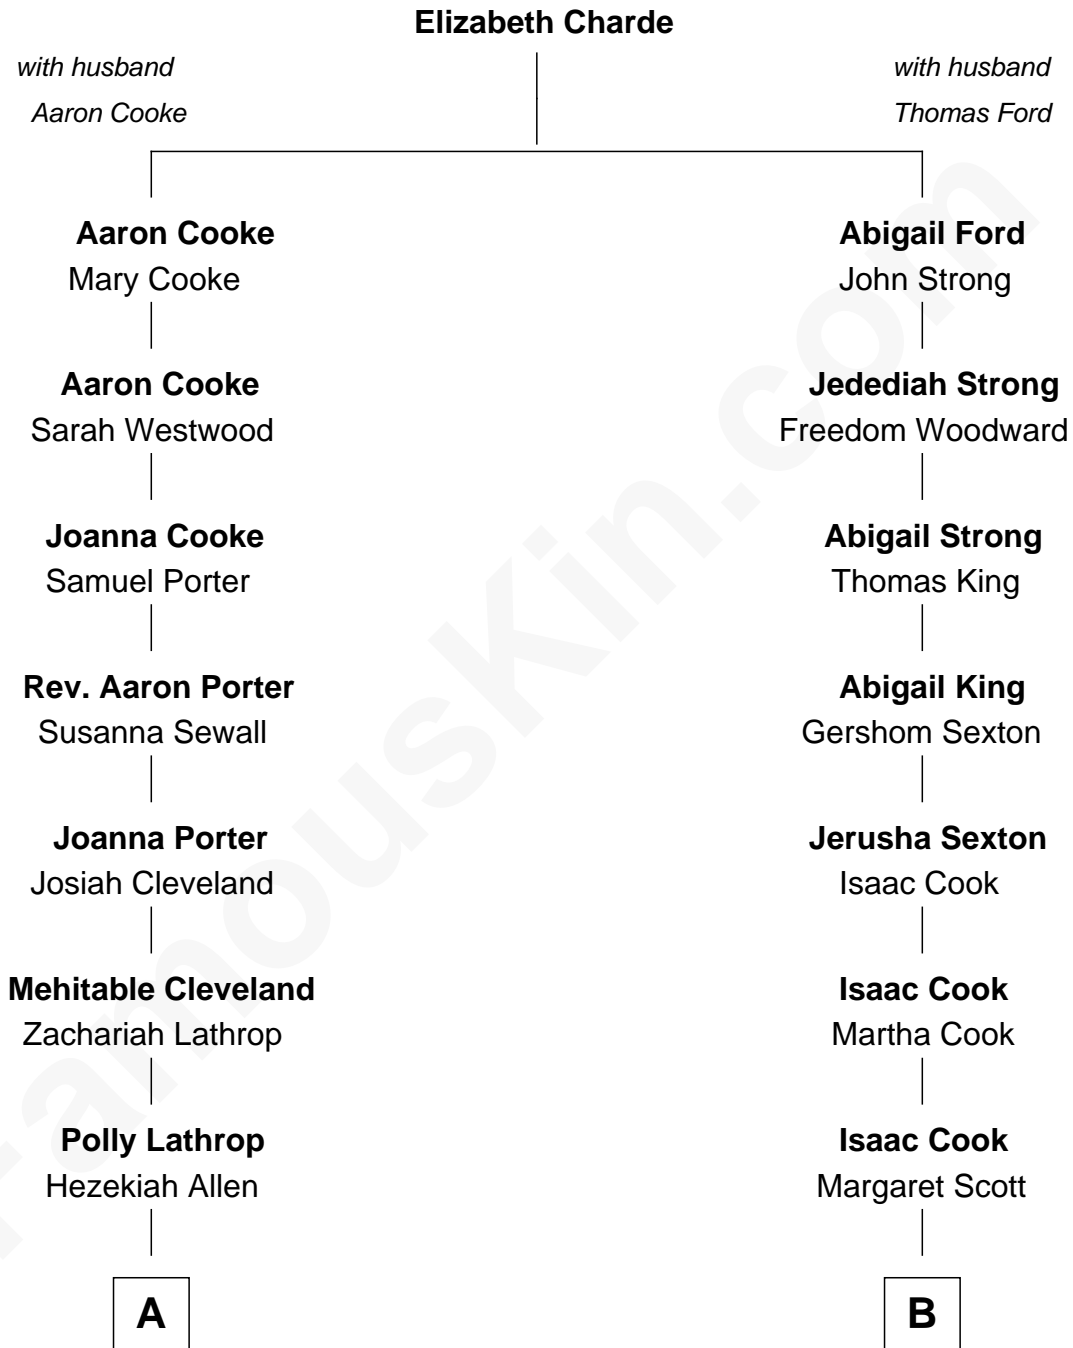 Elizabeth Charde
with husband
Aaron Cooke
with husband
Thomas Ford
Aaron Cooke
Mary Cooke
Abigail Ford
John Strong
Aaron Cooke
Sarah Westwood
Jedediah Strong
Freedom Woodward
Joanna Cooke
Samuel Porter
Abigail Strong
Thomas King
Rev. Aaron Porter
Susanna Sewall
Abigail King
Gershom Sexton
Joanna Porter
Josiah Cleveland
Jerusha Sexton
Isaac Cook
Mehitable Cleveland
Zachariah Lathrop
Isaac Cook
Martha Cook
Polly Lathrop
Hezekiah Allen
Isaac Cook
Margaret Scott
A
B
FamousKin.com